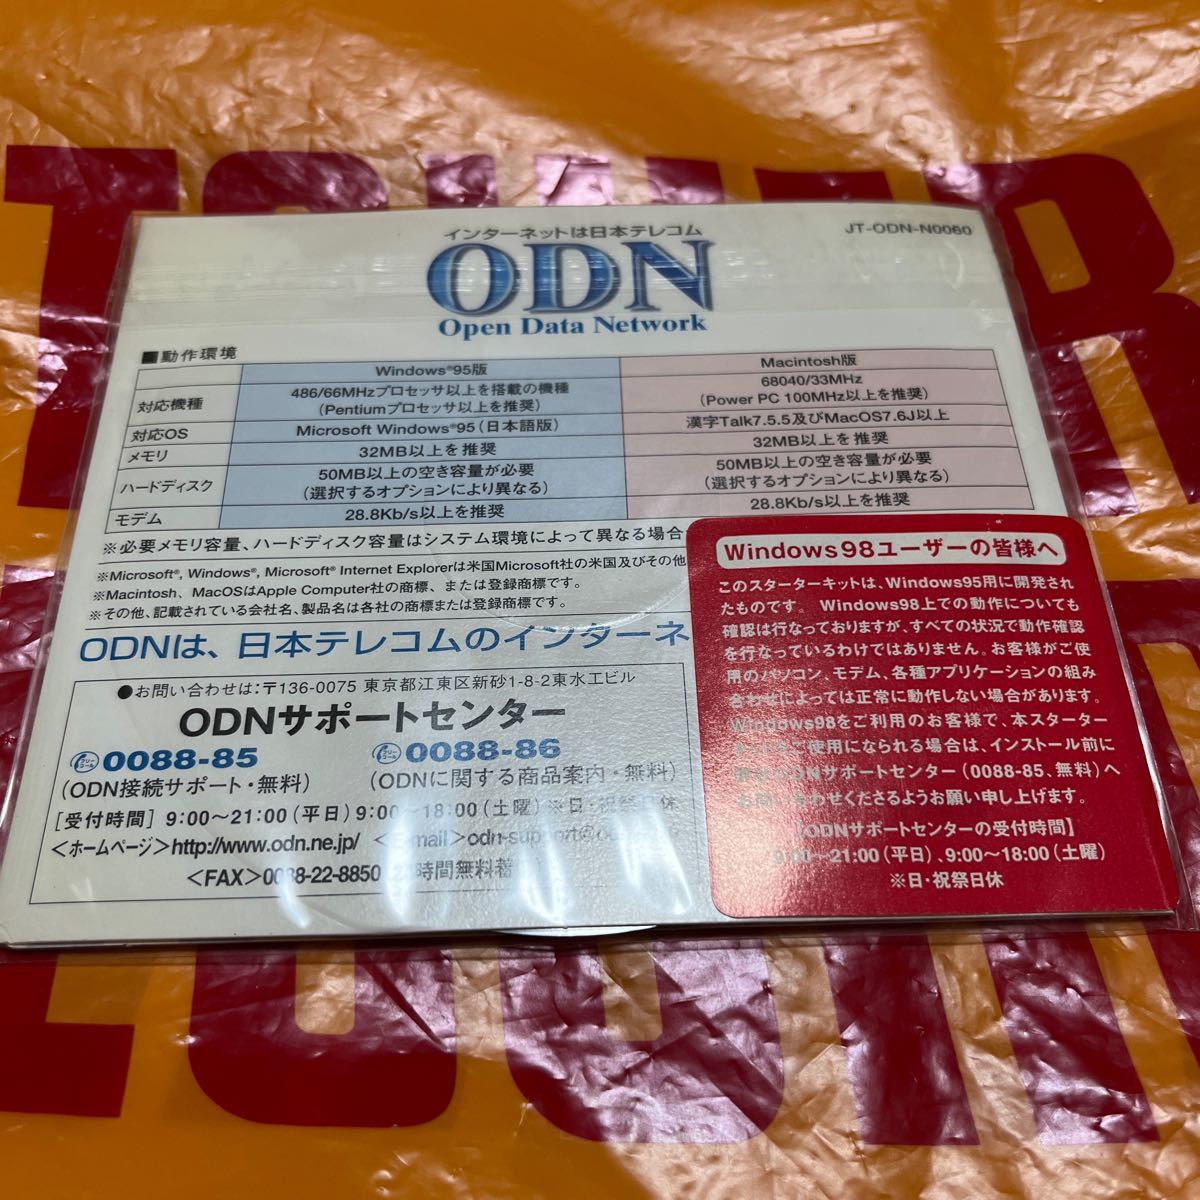 TOWER
インターネットは日本テレコム
JT-ODN-N0060
ODN
Open Data Network
■動作環境
Windows®95版
Macintosh版
対応機種
486/66MHzプロセッサ以上を搭載の機種
(Pentiumプロセッサ以上を推奨)
68040/33MHz
(Power PC 100MHz以上を推奨)
対応OS
Microsoft Windows®95(日本語版)
漢字Talk7.5.5及びMacOS7.6J以上
メモリ
32MB以上を推奨
32MB以上を推奨
ハードディスク
50MB以上の空き容量が必要
(選択するオプションにより異なる)
50MB以上の空き容量が必要
(選択するオプションにより異なる)
モデム
28.8Kb/s以上を推奨
28.8Kb/s以上を推奨
※必要メモリ容量、ハードディスク容量はシステム環境によって異なる場合
※Microsoft®, Windows®, Microsoft® Internet Explorerは米国Microsoft社の米国及びその他
※Macintosh、MacOSはApple Computer社の商標、または登録商標です。
※その他、記載されている会社名、製品名は各社の商標または登録商標です。
ODNは、日本テレコムのインターネ
●お問い合わせは:〒136-0075 東京都江東区新砂1-8-2東水工ビル
ODNサポートセンター
0088-85
0088-86
(ODN接続サポート・無料)
(ODNに関する商品案内・無料)
[受付時間] 9:00〜21:00(平日) 9:00〜18:00(土曜) ※日・祝祭日休
<ホームページ>http://www.odn.ne.jp/ <E-mail>odn-support@
<FAX>0088-22-8850 時間無料
Windows98ユーザーの皆様へ
このスターターキットは、Windows95用に開発され
たものです。 Windows98上での動作についても
確認は行なっておりますが、すべての状況で動作確認
を行なっているわけではありません。お客様がご使
用のパソコン、モデム、各種アプリケーションの組み
合わせによっては正常に動作しない場合があります。
Windows98をご利用のお客様で、本スターター
キットをご使用になられる場合は、インストール前に
ODNサポートセンター(0088-85、無料)へ
お問い合わせくださるようお願い申し上げます。
【ODNサポートセンターの受付時間】
9:00〜21:00(平日)、9:00〜18:00(土曜)
※日・祝祭日休